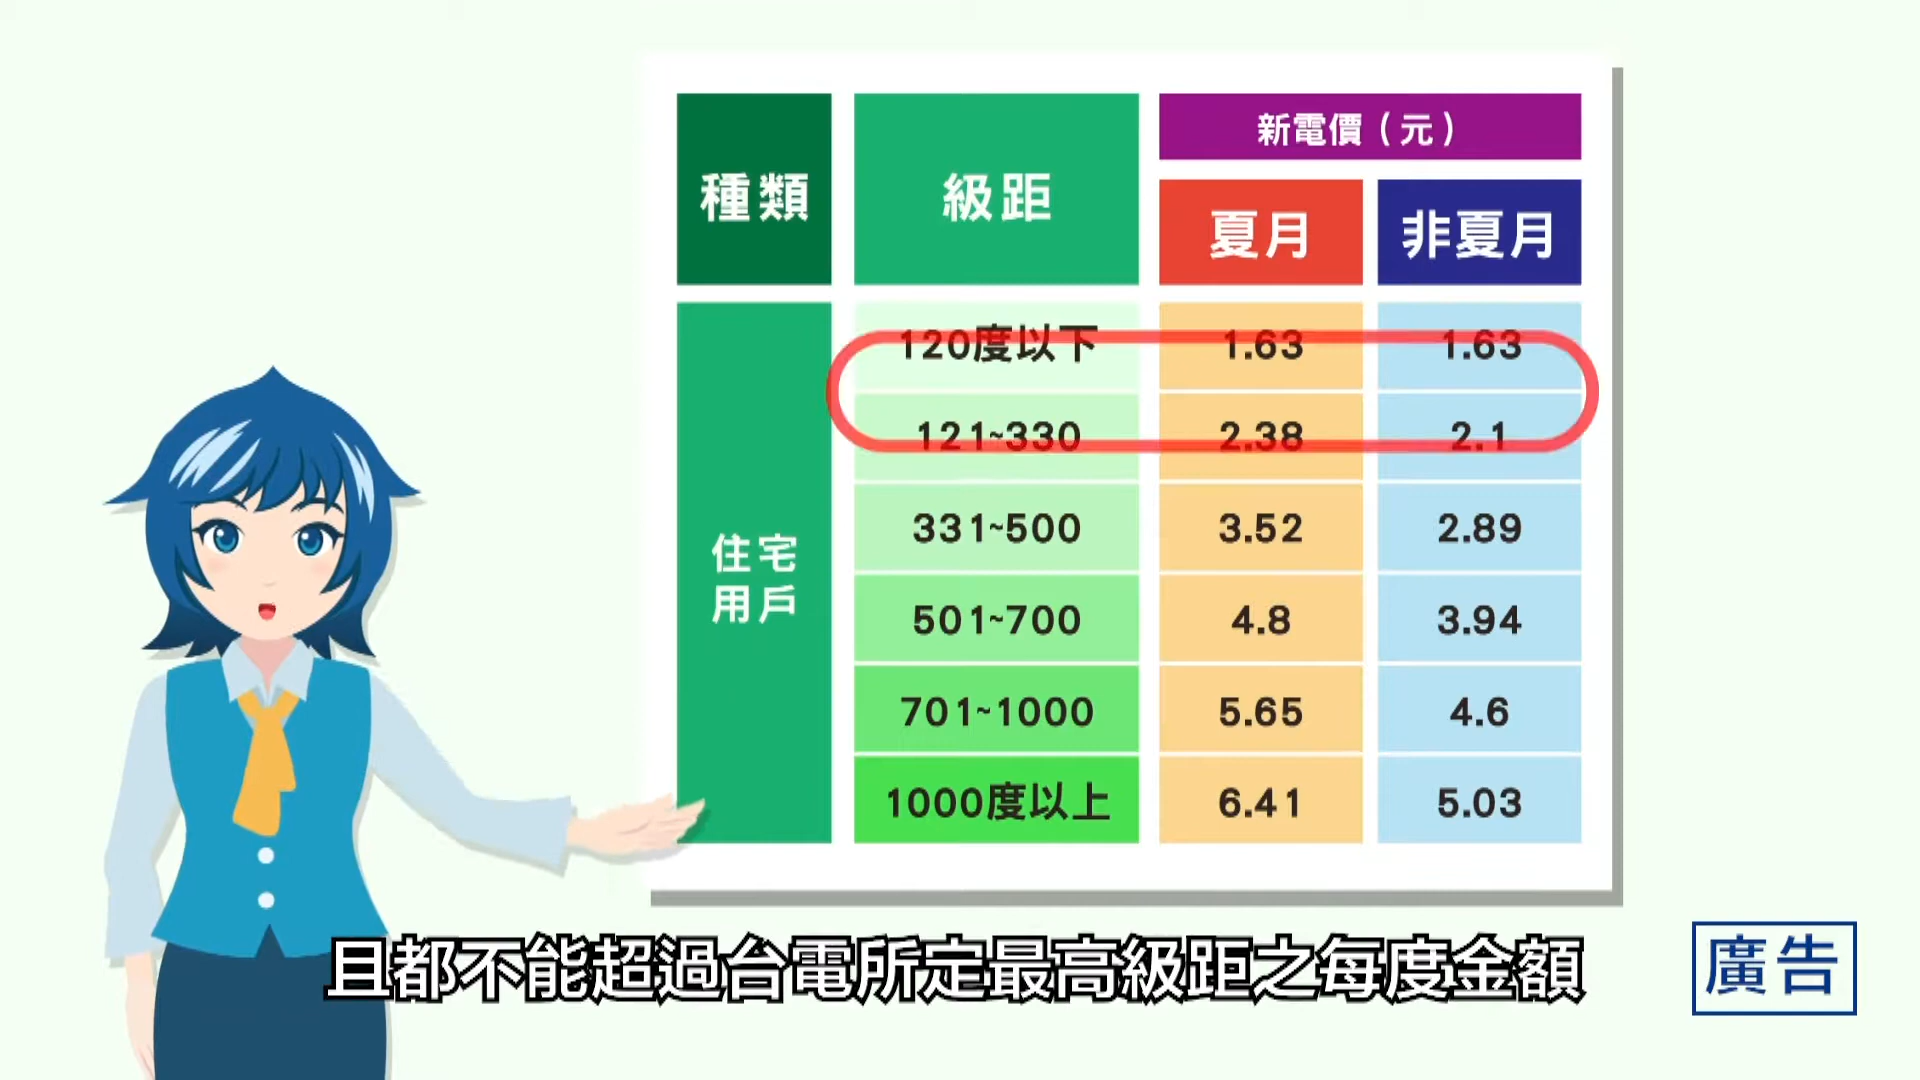 種類 級距 新電價（元）
夏月 非夏月
住宅
用戶
120度以下 1.63 1.63
121~330 2.38 2.1
331~500 3.52 2.89
501~700 4.8 3.94
701~1000 5.65 4.6
1000度以上 6.41 5.03
且都不能超過台電所定最高級距之每度金額
廣告